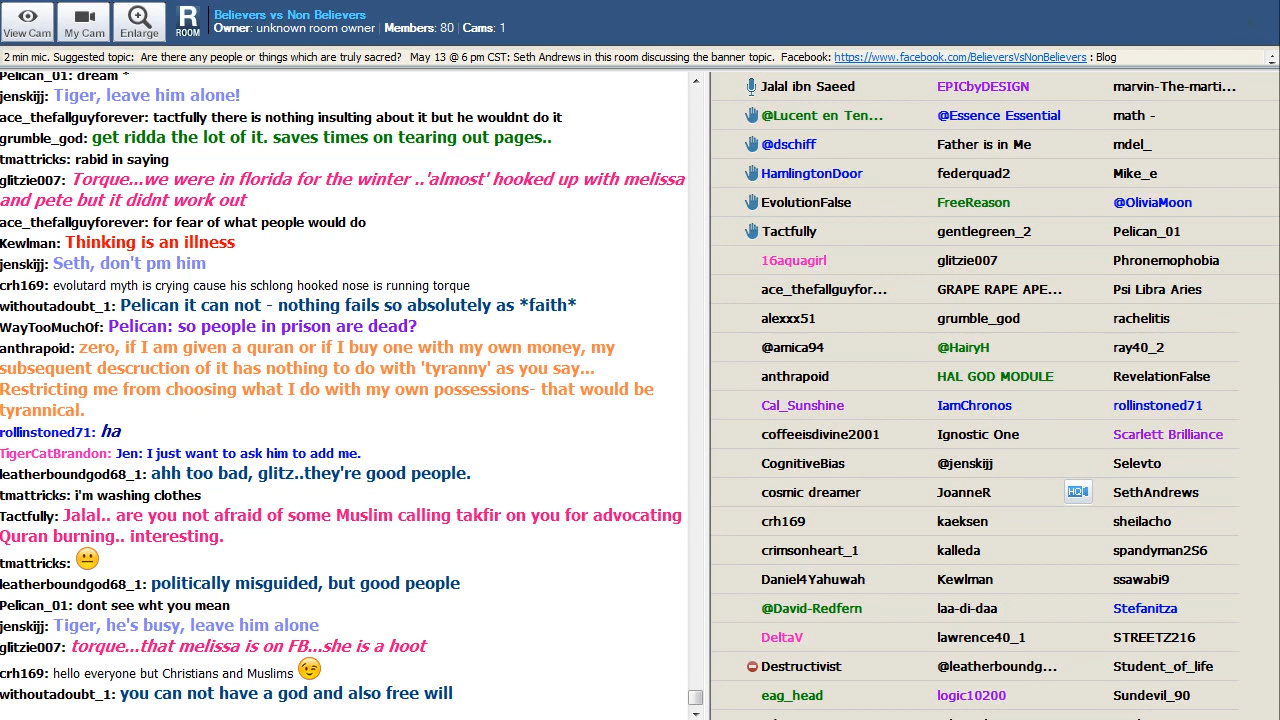 View Cam
My Cam
Enlarge
R
ROOM
Believers vs Non Believers
Owner: unknown room owner | Members: 80 | Cams: 1
2 min mic. Suggested topic: Are there any people or things which are truly sacred? May 13 @ 6 pm CST: Seth Andrews in this room discussing the banner topic. Facebook: https://www.facebook.com/BelieversVsNonBelievers : Blog
Pelican_01: dream *
jenskijj: Tiger, leave him alone!
ace_thefallguyforever: tactfully there is nothing insulting about it but he wouldnt do it
grumble_god: get ridda the lot of it. saves times on tearing out pages..
tmattricks: rabid in saying
glitzie007: Torque...we were in florida for the winter ..'almost' hooked up with melissa
and pete but it didnt work out
ace_thefallguyforever: for fear of what people would do
Kewlman: Thinking is an illness
jenskijj: Seth, don't pm him
crh169: evolutard myth is crying cause his schlong hooked nose is running torque
withoutadoubt_1: Pelican it can not - nothing fails so absolutely as *faith*
WayTooMuchOf: Pelican: so people in prison are dead?
anthrapoid: zero, if I am given a quran or if I buy one with my own money, my
subsequent descruction of it has nothing to do with 'tyranny' as you say...
Restricting me from choosing what I do with my own possessions- that would be
tyrannical.
rollinstoned71: ha
TigerCatBrandon: Jen: I just want to ask him to add me.
leatherboundgod68_1: ahh too bad, glitz..they're good people.
tmattricks: i'm washing clothes
Tactfully: Jalal.. are you not afraid of some Muslim calling takfir on you for advocating
Quran burning.. interesting.
tmattricks:
leatherboundgod68_1: politically misguided, but good people
Pelican_01: dont see wht you mean
jenskijj: Tiger, he's busy, leave him alone
glitzie007: torque...that melissa is on FB...she is a hoot
crh169: hello everyone but Christians and Muslims
withoutadoubt_1: you can not have a god and also free will
Jalal ibn Saeed EPICbyDESIGN marvin-The-marti...
@Lucent en Ten... @Essence Essential math -
@dschiff Father is in Me mdel_
HamlingtonDoor federquad2 Mike_e
EvolutionFalse FreeReason @OliviaMoon
Tactfully gentlegreen_2 Pelican_01
16aquagirl glitzie007 Phronemophobia
ace_thefallguyfor... GRAPE RAPE APE... Psi Libra Aries
alexxx51 grumble_god rachelitis
@amica94 @HairyH ray40_2
anthrapoid HAL GOD MODULE RevelationFalse
Cal_Sunshine IamChronos rollinstoned71
coffeeisdivine2001 Ignostic One Scarlett Brilliance
CognitiveBias @jenskijj Selevto
cosmic dreamer JoanneR HQ SethAndrews
crh169 kaeksen sheilacho
crimsonheart_1 kalleda spandyman2S6
Daniel4Yahuwah Kewlman ssawabi9
@David-Redfern laa-di-daa Stefanitza
DeltaV lawrence40_1 STREETZ216
Destructivist @leatherboundg... Student_of_life
eag_head logic10200 Sundevil_90